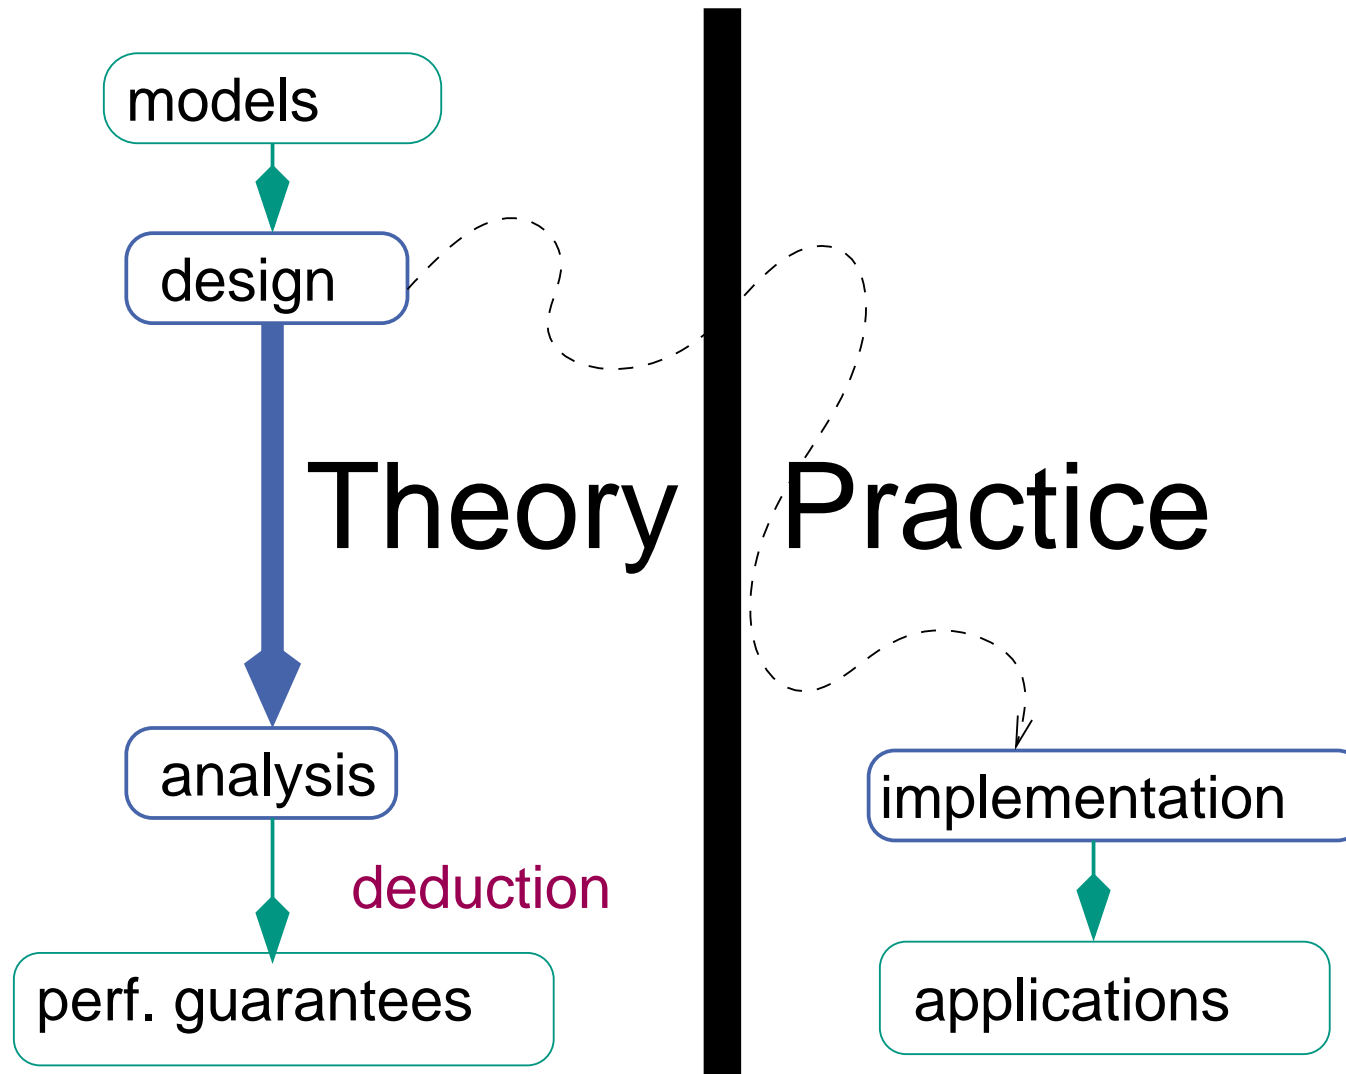 models
design
Theory
Practice
analysis
implementation
deduction
perf. guarantees
applications